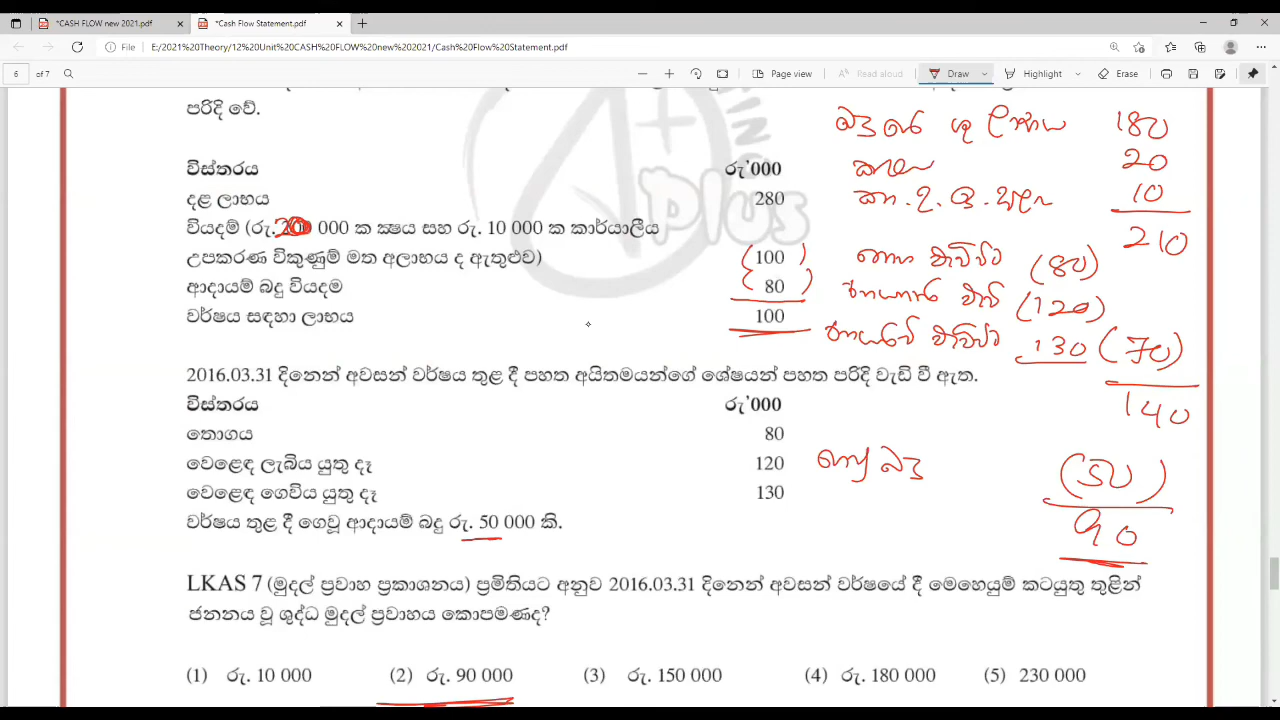 *CASH FLOW new 2021.pdf
*Cash Flow Statement.pdf
File E:/2021%20Theory/12%20Unit%20CASH%20FLOW%20new%202021/Cash%20Flow%20Statement.pdf
6 of 7 Page view Read aloud Draw Highlight Erase
පරිදි වේ.
විස්තරය රු'000
දළ ලාභය 280
වියදම් (රු. 20 000 ක ක්‍ෂය සහ රු. 10 000 ක කාර්යාලීය
උපකරණ විකුණුම් මත අලාභය ද ඇතුළුව) (100)
ආදායම් බදු වියදම (80)
වර්ෂය සඳහා ලාභය 100
180
20
10
210
(80)
(120)
130 (70)
140
2016.03.31 දිනෙන් අවසන් වර්ෂය තුළ දී පහත අයිතමයන්ගේ ශේෂයන් පහත පරිදි වැඩි වී ඇත.
විස්තරය රු'000
තොගය 80
වෙළෙඳ ලැබිය යුතු දෑ 120
වෙළෙඳ ගෙවිය යුතු දෑ 130
වර්ෂය තුළ දී ගෙවූ ආදායම් බදු රු. 50 000 කි.
(50)
90
LKAS 7 (මුදල් ප්‍රවාහ ප්‍රකාශනය) ප්‍රමිතියට අනුව 2016.03.31 දිනෙන් අවසන් වර්ෂයේ දී මෙහෙයුම් කටයුතු තුළින්
ජනනය වූ ශුද්ධ මුදල් ප්‍රවාහය කොපමණද?
(1) රු. 10 000 (2) රු. 90 000 (3) රු. 150 000 (4) රු. 180 000 (5) 230 000
A+ Plus